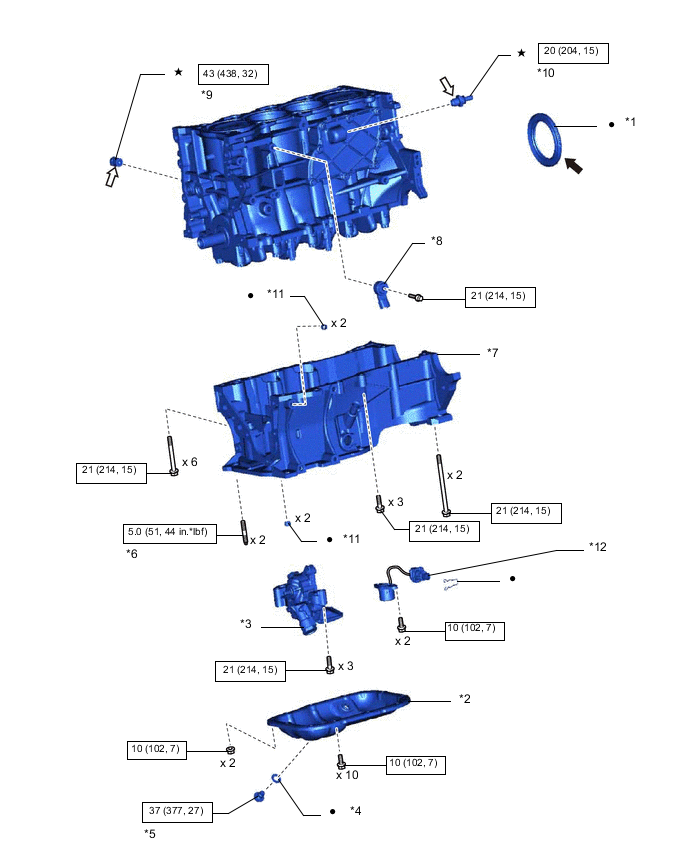 ★ 20 (204, 15)
*10
★ 43 (438, 32)
*9
● *1
*8
● *11
21 (214, 15)
x 2
*7
x 6
21 (214, 15)
x 2
x 3
21 (214, 15)
x 2
5.0 (51, 44 in.*lbf)
x 2
21 (214, 15)
● *11
*6
*12
●
*3
10 (102, 7)
x 2
21 (214, 15)
x 3
*2
10 (102, 7)
x 2
10 (102, 7)
x 10
37 (377, 27)
● *4
*5